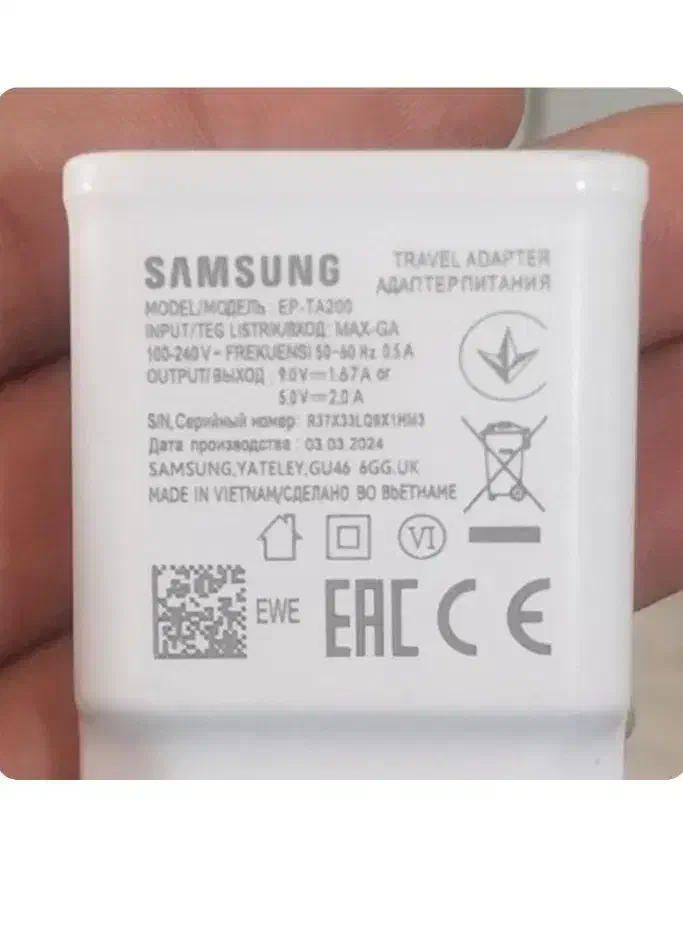 SAMSUNG
TRAVEL ADAPTER
АДАПТЕР ПИТАНИЯ
MODEL/МОДЕЛЬ: EP-TA200
INPUT/TEG LISTRIK/ВХОД: MAX-GA
100-240V~ FREKUENSI 50-60 Hz 0.5 A
OUTPUT/ВЫХОД: 9.0V⎓1.67A or
5.0V⎓2.0 A
S/N, Серийный номер:
Дата производства : 03.03.2024
SAMSUNG,YATELEY,GU46 6GG.UK
MADE IN VIETNAM/СДЕЛАНО ВО ВЬЕТНАМЕ
VI
EWE
EAC CE